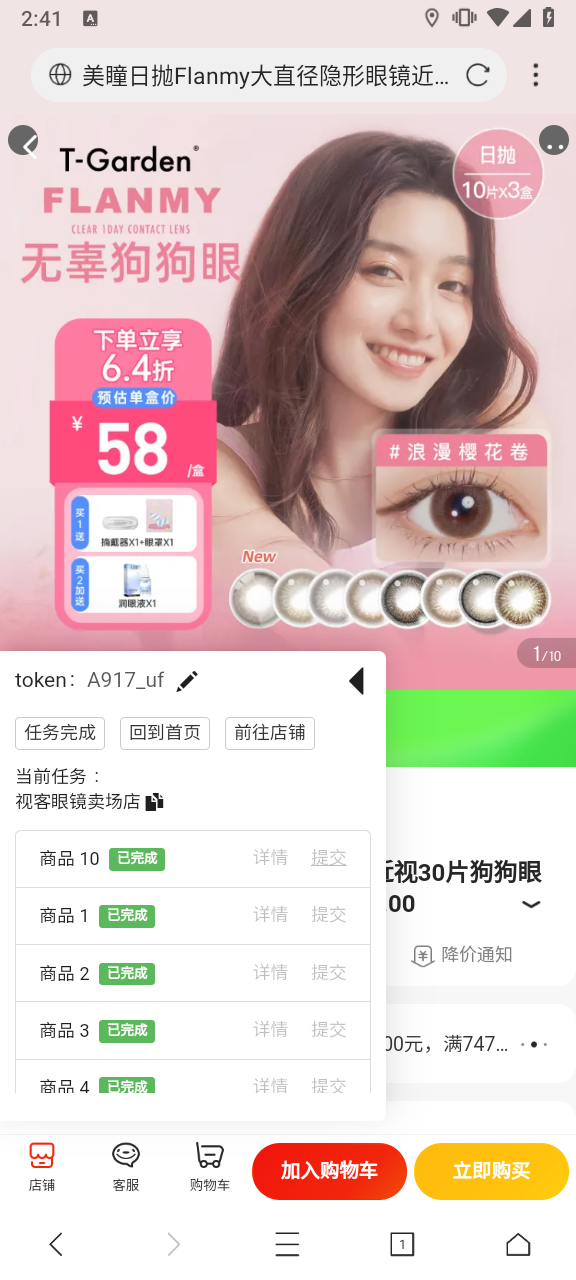 2:41
A
美瞳日抛Flanmy大直径隐形眼镜近…
T-Garden®
FLANMY
CLEAR 1DAY CONTACT LENS
无辜狗狗眼
日抛
10片x3盒
下单立享
6.4折
预估单盒价
¥
58
/盒
买1送
摘戴器X1+眼罩X1
买2加送
润眼液X1
#浪漫樱花卷
New
1/10
token: A917_uf
任务完成
回到首页
前往店铺
当前任务：
视客眼镜卖场店
商品 10 已完成 详情 提交
商品 1 已完成 详情 提交
商品 2 已完成 详情 提交
商品 3 已完成 详情 提交
商品 4 已完成 详情 提交
近视30片狗狗眼
.00
降价通知
00元，满747…
店铺
客服
购物车
加入购物车
立即购买
1